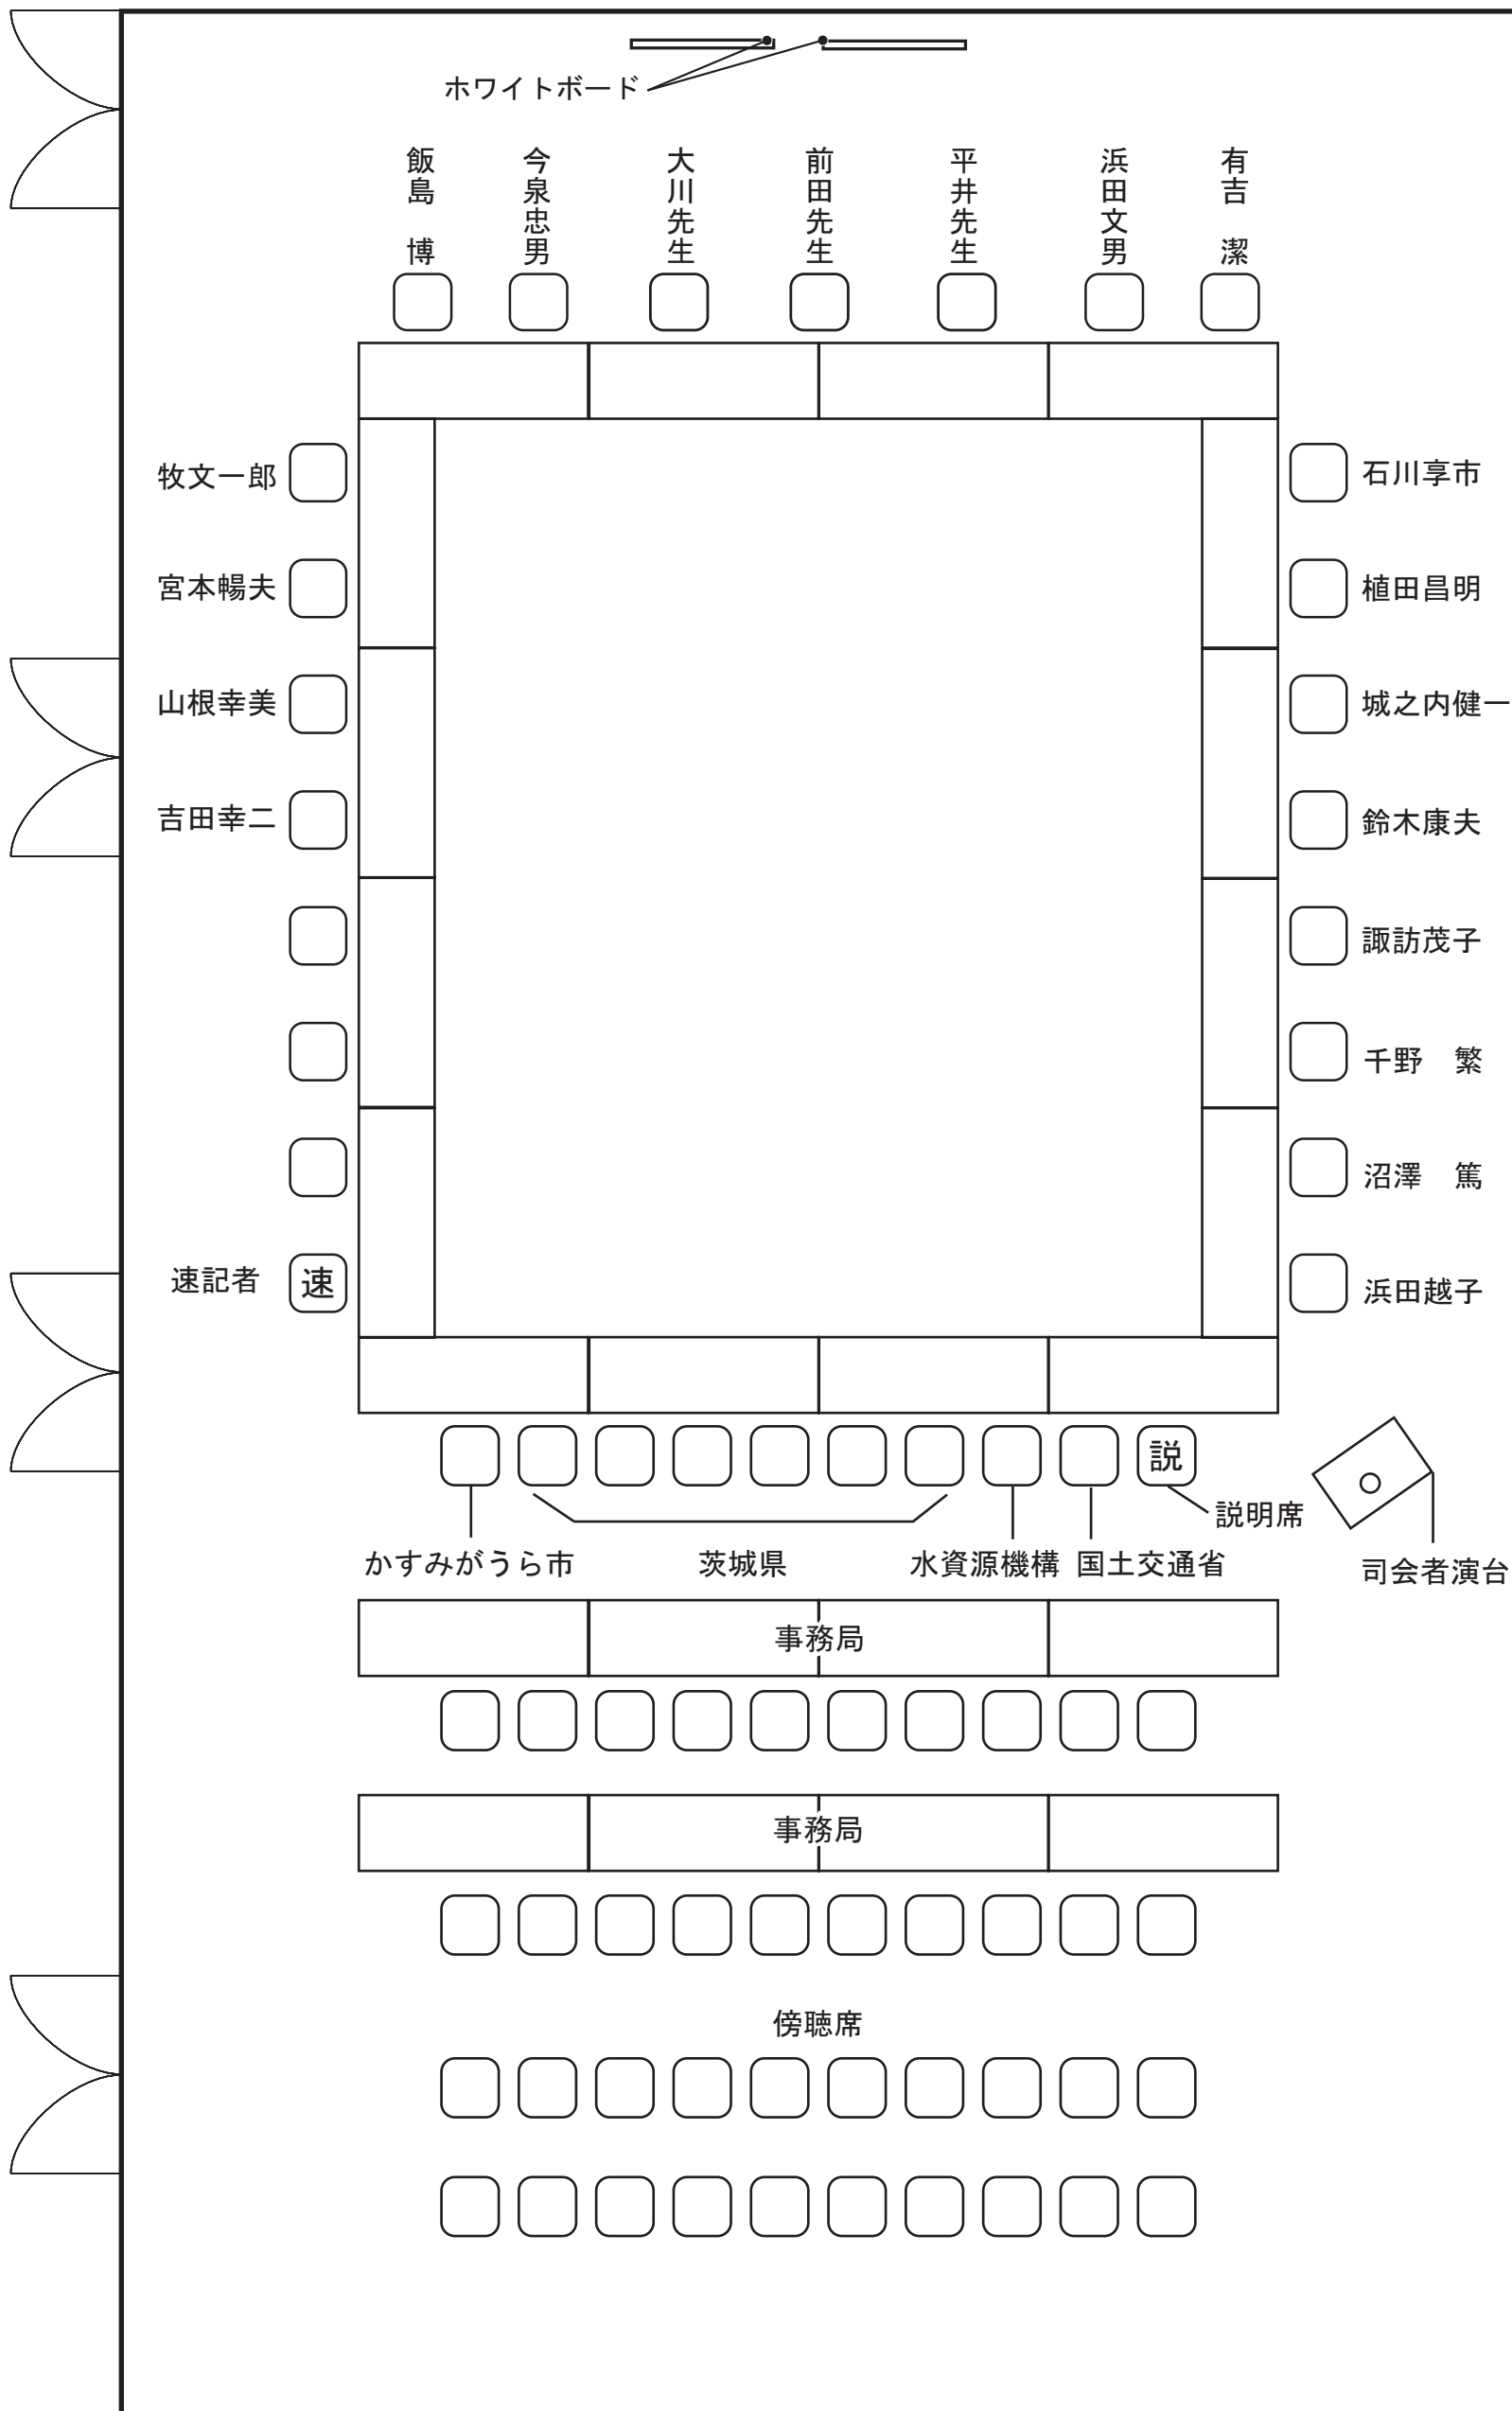 ホワイトボード
飯島　博
今泉忠男
大川先生
前田先生
平井先生
浜田文男
有吉　潔
牧文一郎
宮本暢夫
山根幸美
吉田幸二
速記者
速
石川享市
植田昌明
城之内健一
鈴木康夫
諏訪茂子
千野　繁
沼澤　篤
浜田越子
説
説明席
かすみがうら市
茨城県
水資源機構
国土交通省
司会者演台
事務局
事務局
傍聴席